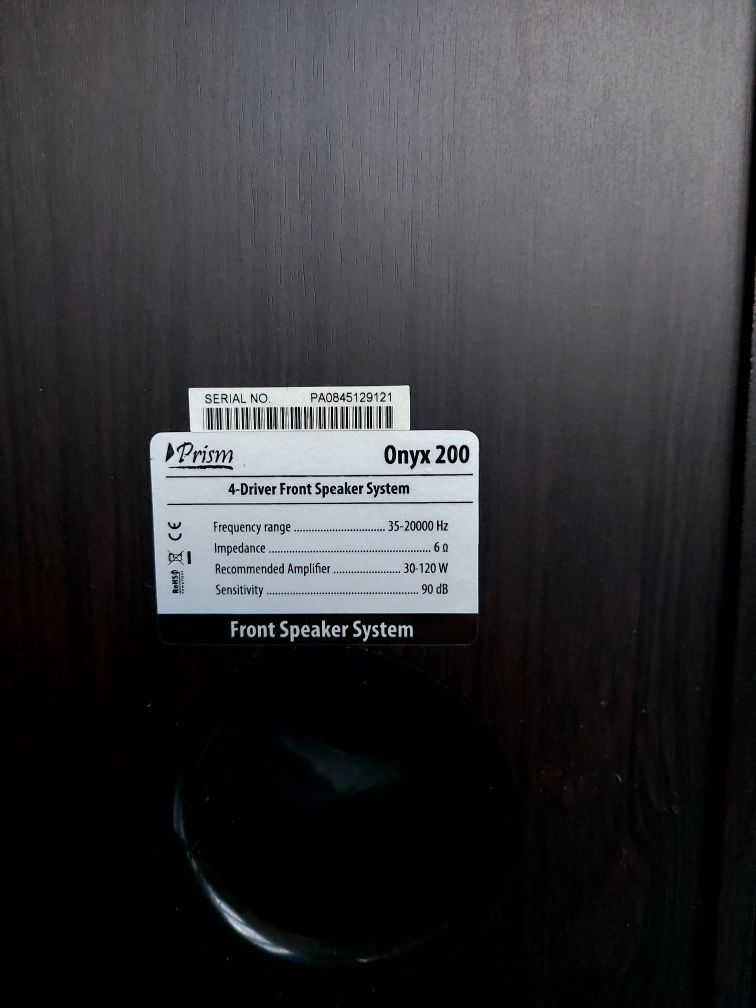 SERIAL NO. PA0845129121
Prism Onyx 200
4-Driver Front Speaker System
Frequency range .............................. 35-20000 Hz
Impedance ..................................................... 6 Ω
Recommended Amplifier ...................... 30-120 W
Sensitivity .................................................. 90 dB
CE
RoHS
Front Speaker System